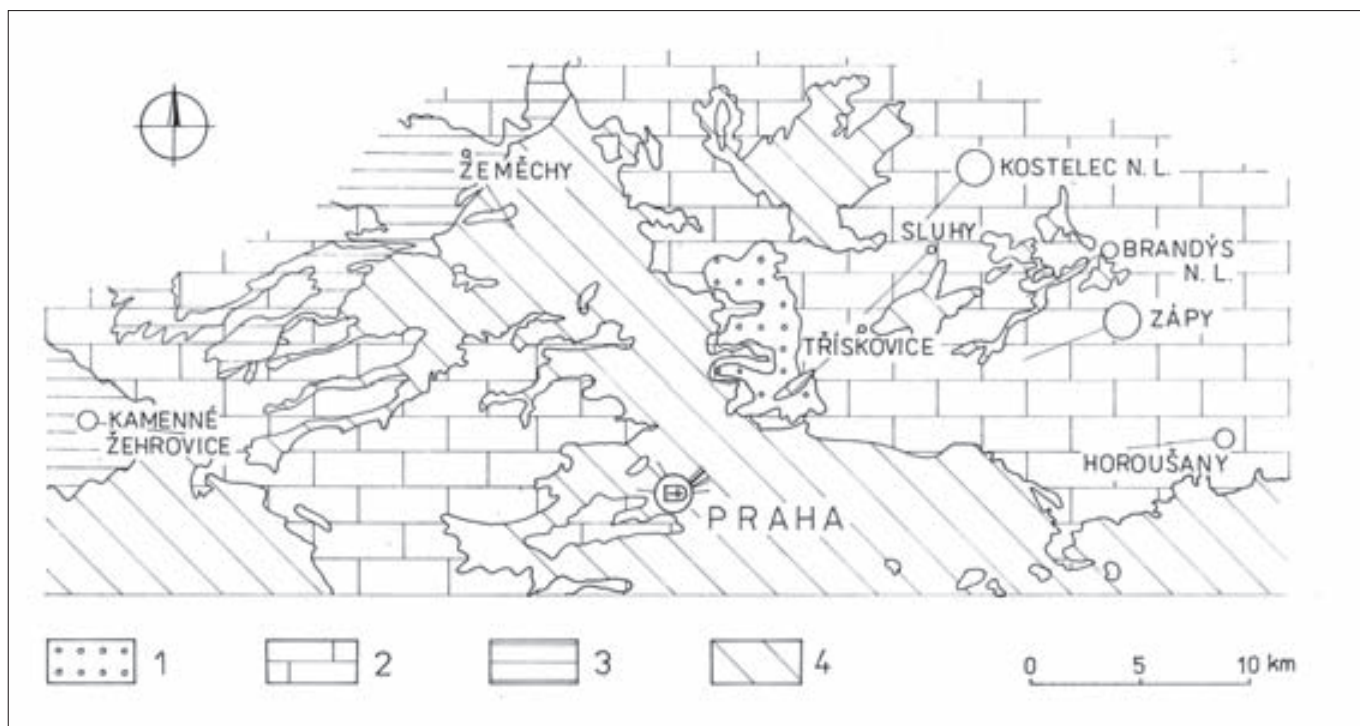 ŽEMĚCHY
KOSTELEC N. L.
SLUHY
BRANDÝS
N. L.
ZÁPY
TŘÍSKOVICE
KAMENNÉ
ŽEHROVICE
HOROUŠANY
PRAHA
1 2 3 4
0 5 10 km